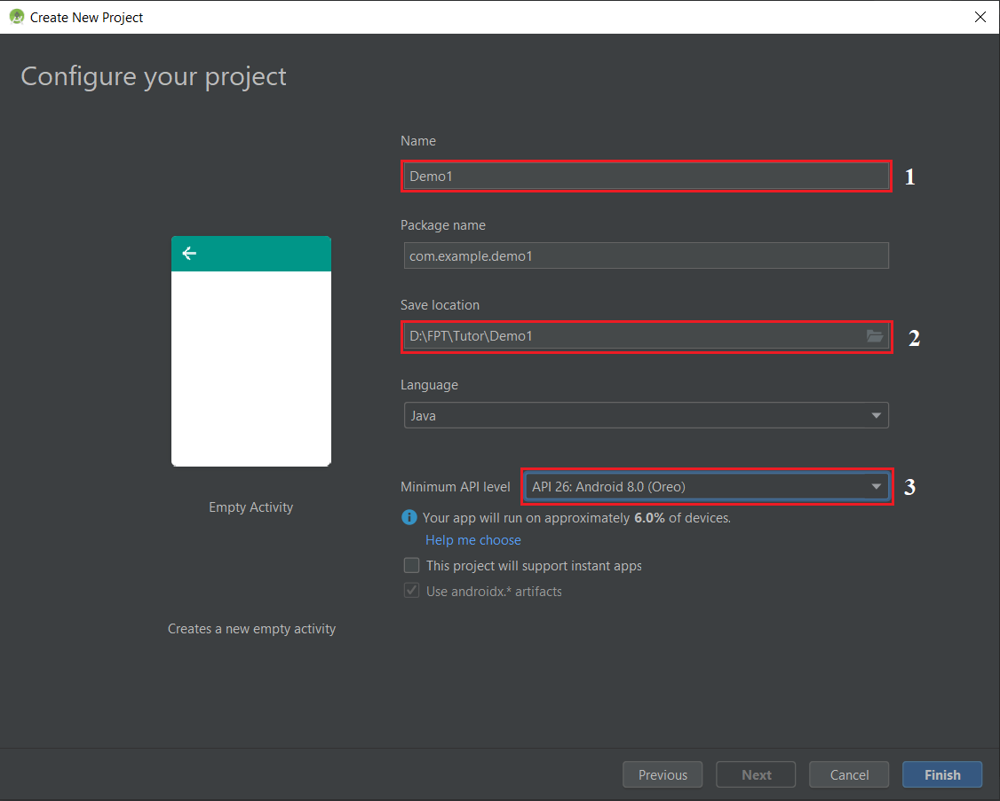 Create New Project
Configure your project
Name
Demo1
1
Package name
com.example.demo1
Save location
D:\FPT\Tutor\Demo1
2
Language
Java
Minimum API level
API 26: Android 8.0 (Oreo)
3
i Your app will run on approximately 6.0% of devices.
Help me choose
This project will support instant apps
Use androidx.* artifacts
Empty Activity
Creates a new empty activity
Previous
Next
Cancel
Finish